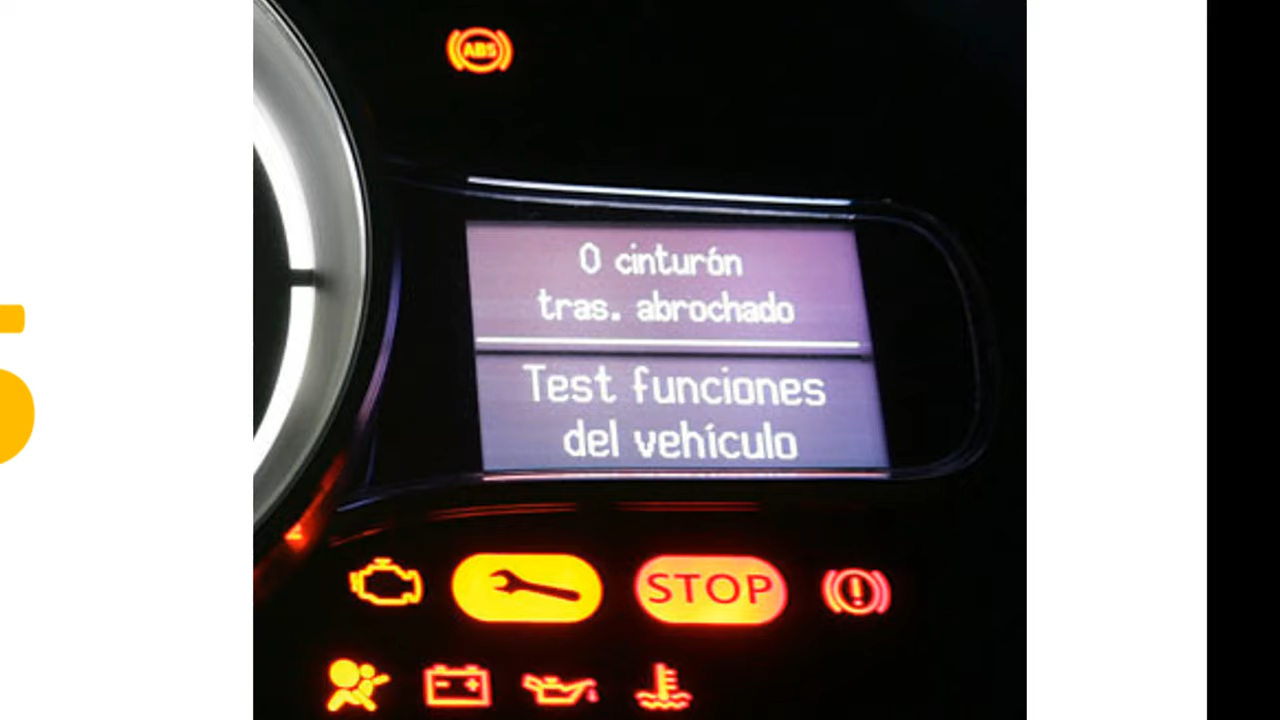 ABS
0 cinturón
tras. abrochado
Test funciones
del vehículo
STOP